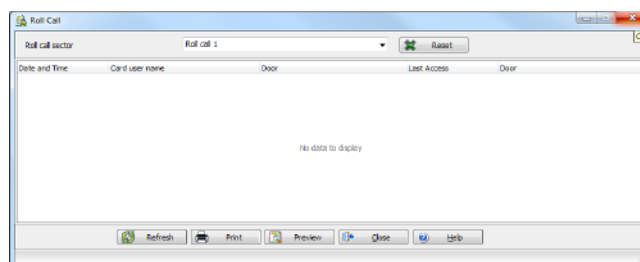 Roll Call
Roll call sector Roll call 1 Reset
Date and Time Card user name Door Last Access Door
No data to display
Refresh Print Preview Close Help